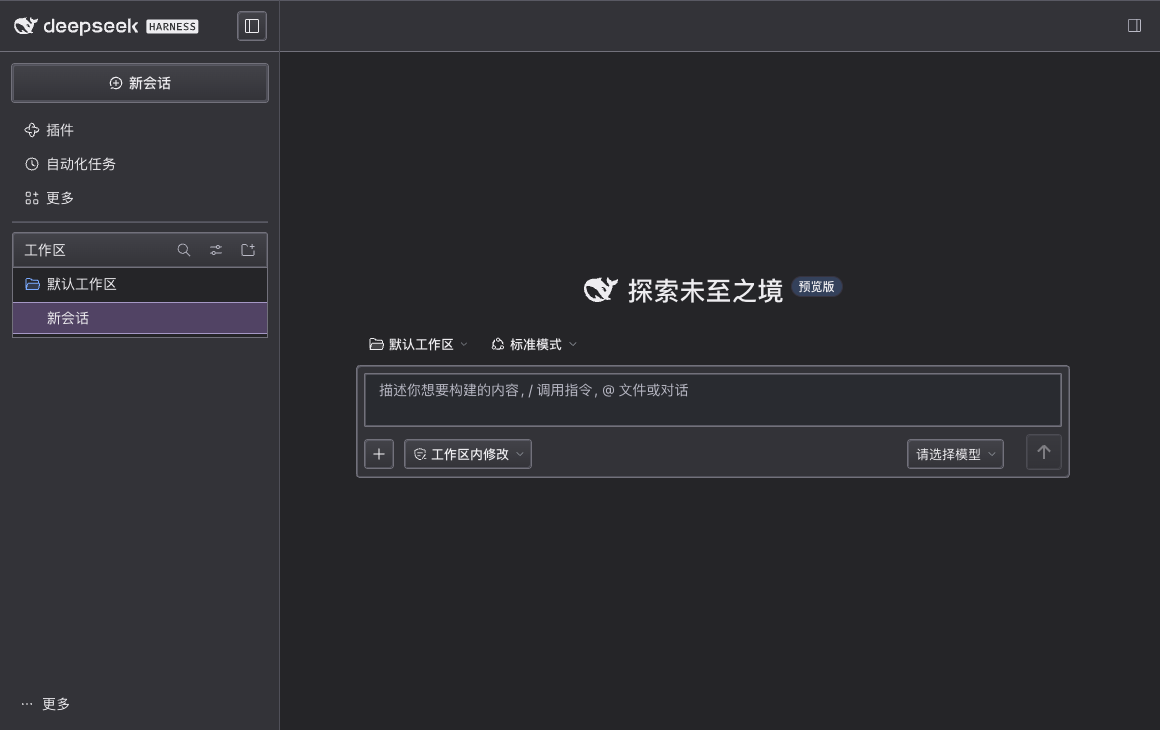 deepseek HARNESS
新会话
插件
自动化任务
更多
工作区
默认工作区
新会话
探索未至之境 预览版
默认工作区 标准模式
描述你想要构建的内容, / 调用指令, @ 文件或对话
工作区内修改 请选择模型
更多